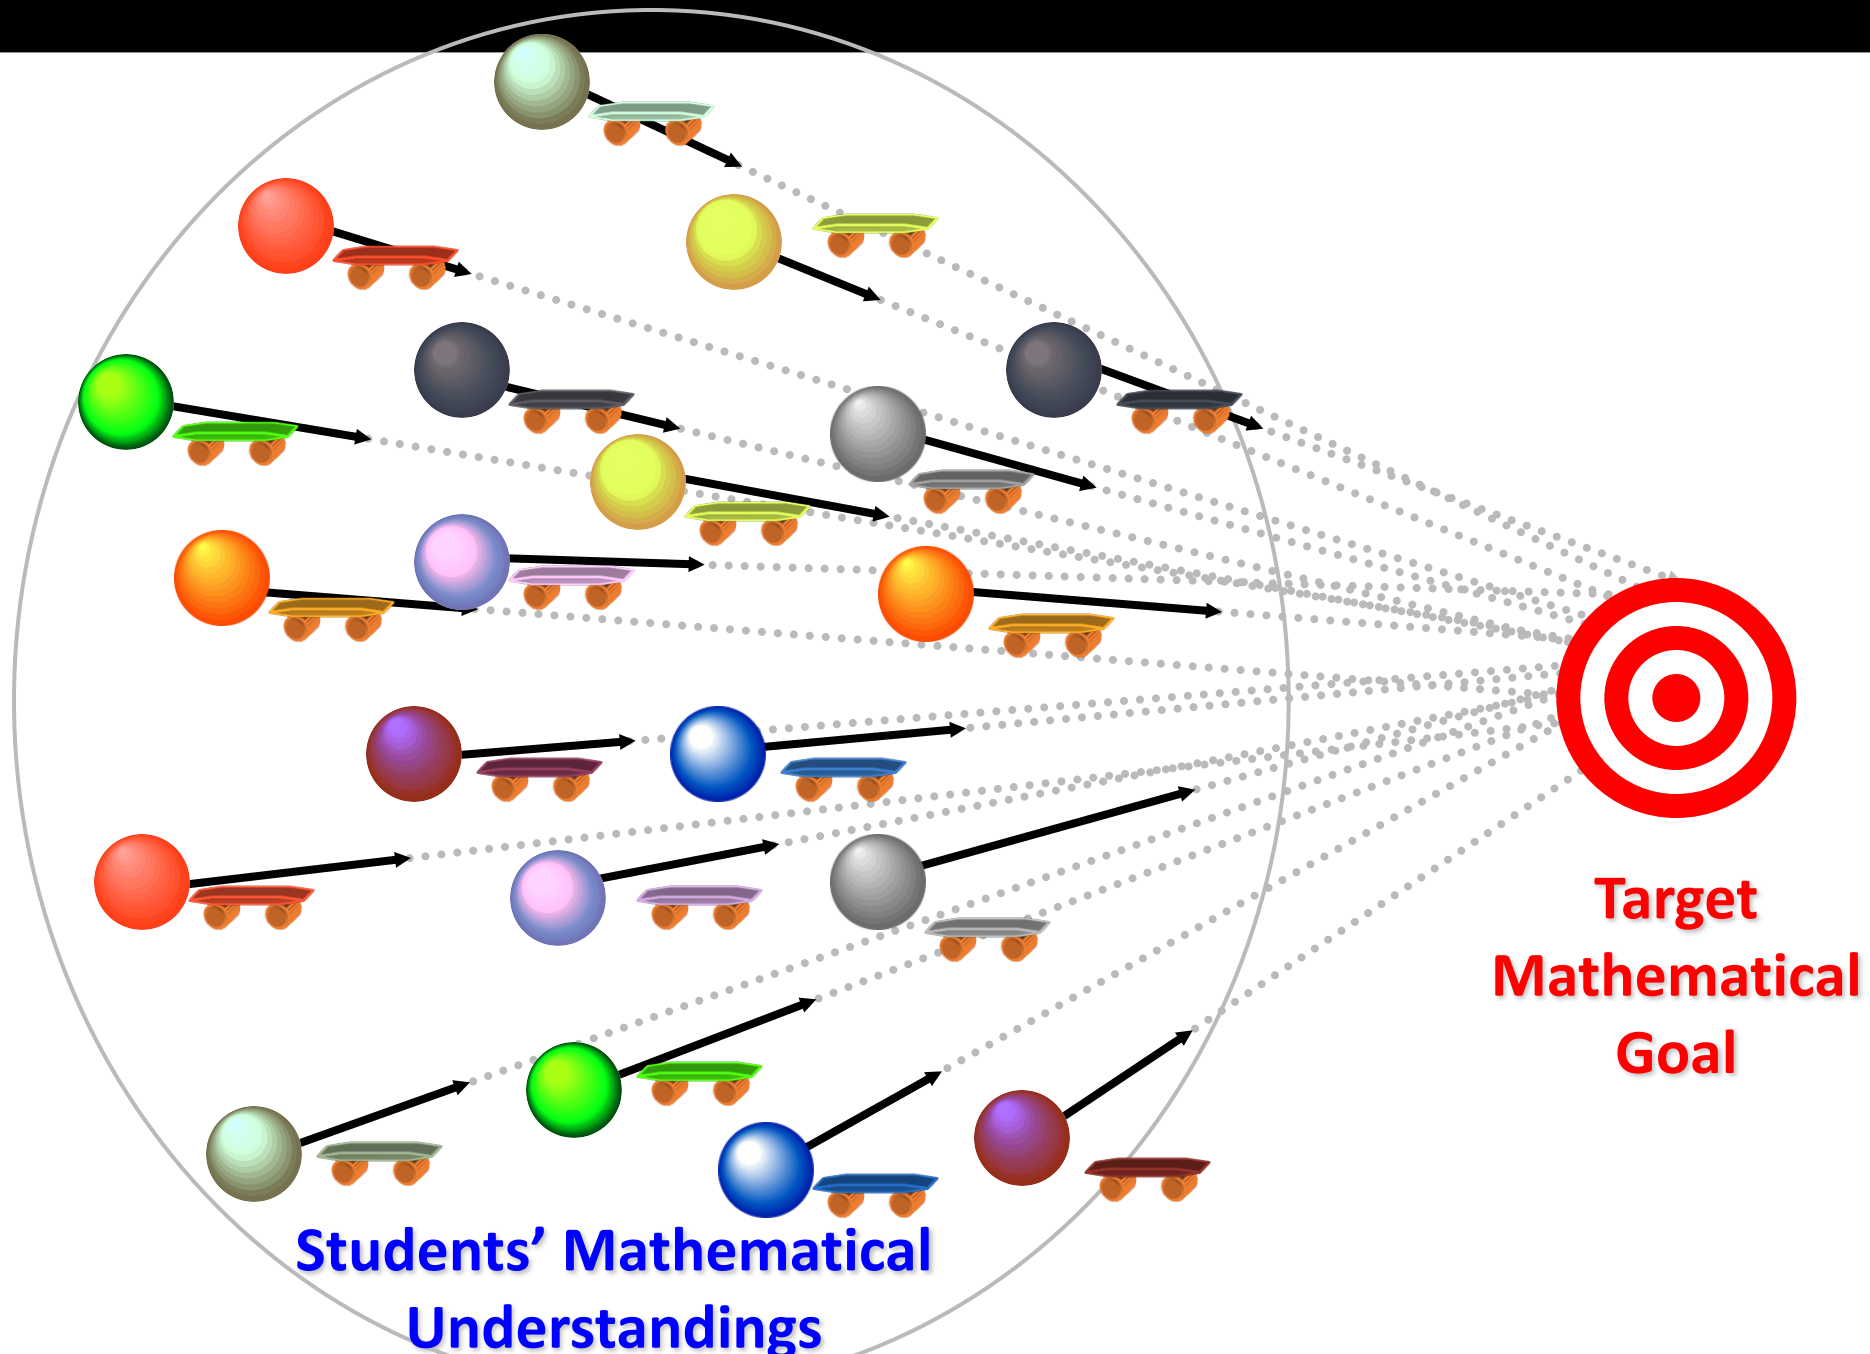 Target
Mathematical
Goal
Students’ Mathematical
Understandings